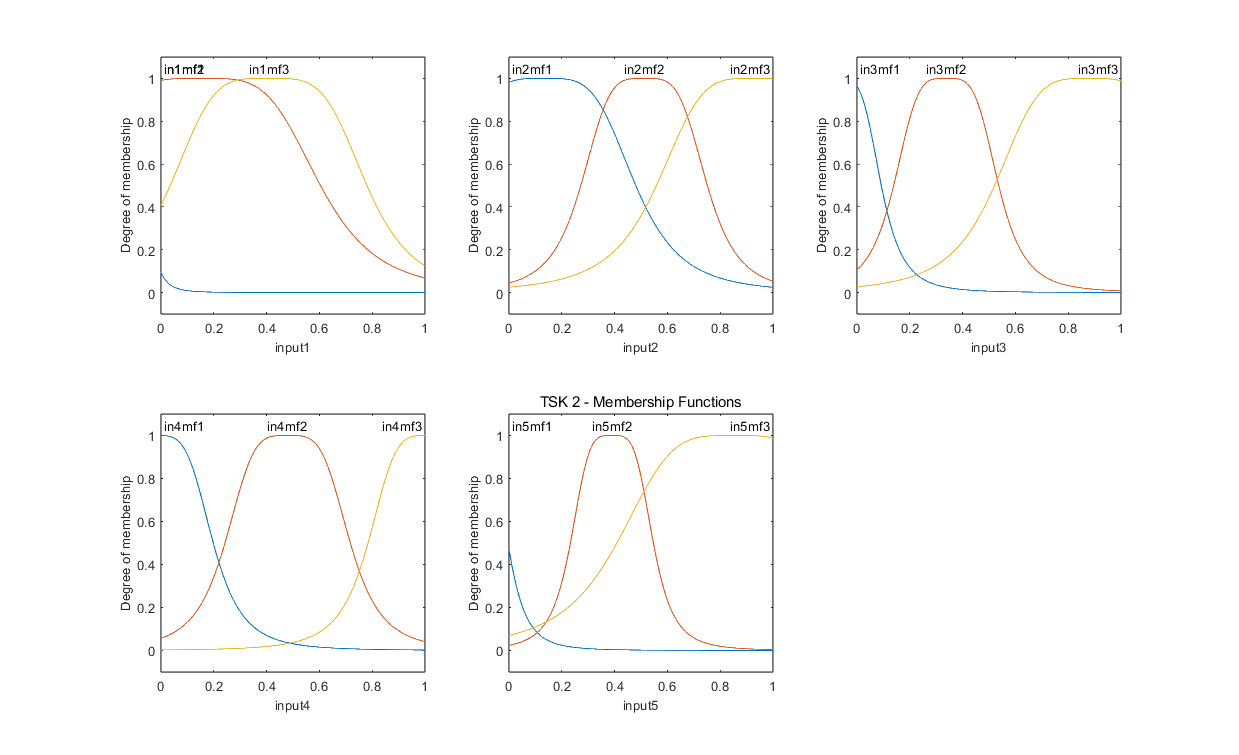 in1mf1 in1mf2 in1mf3
1
0.8
0.6
0.4
0.2
0
Degree of membership
0 0.2 0.4 0.6 0.8 1
input1
in2mf1 in2mf2 in2mf3
1
0.8
0.6
0.4
0.2
0
Degree of membership
0 0.2 0.4 0.6 0.8 1
input2
in3mf1 in3mf2 in3mf3
1
0.8
0.6
0.4
0.2
0
Degree of membership
0 0.2 0.4 0.6 0.8 1
input3
in4mf1 in4mf2 in4mf3
1
0.8
0.6
0.4
0.2
0
Degree of membership
0 0.2 0.4 0.6 0.8 1
input4
TSK 2 - Membership Functions
in5mf1 in5mf2 in5mf3
1
0.8
0.6
0.4
0.2
0
Degree of membership
0 0.2 0.4 0.6 0.8 1
input5